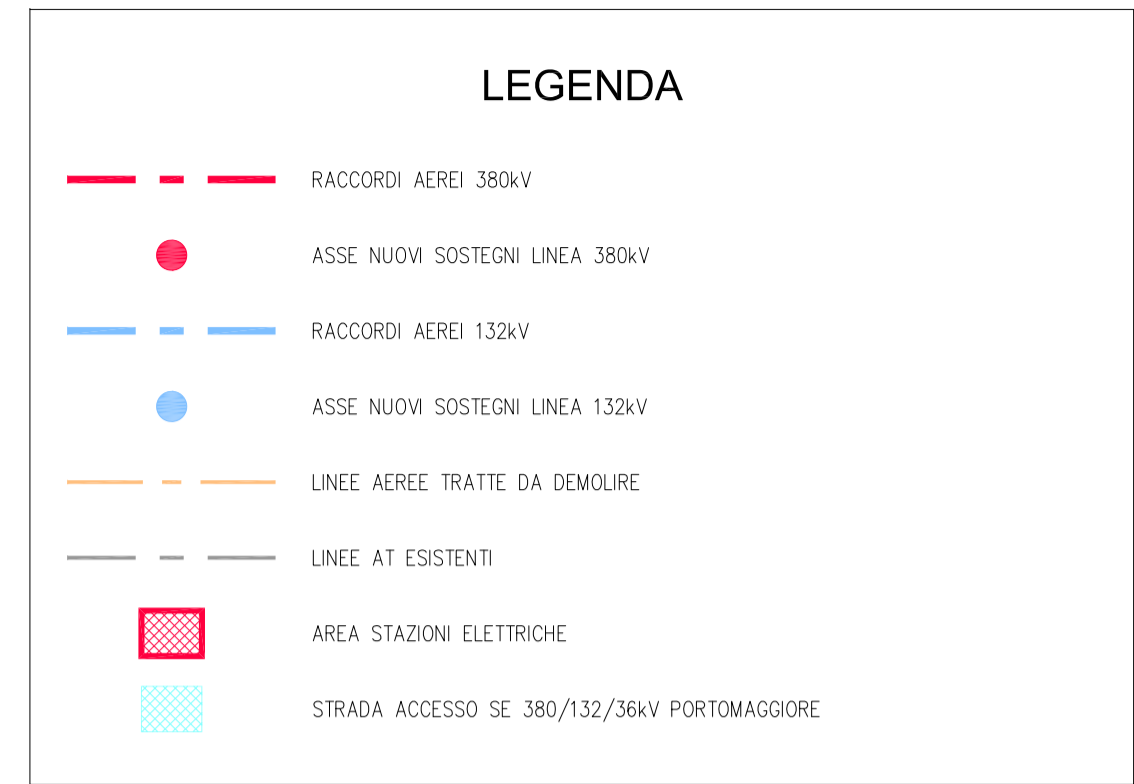 LEGENDA
RACCORDI AEREI 380kV
ASSE NUOVI SOSTEGNI LINEA 380kV
RACCORDI AEREI 132kV
ASSE NUOVI SOSTEGNI LINEA 132kV
LINEE AEREE TRATTE DA DEMOLIRE
LINEE AT ESISTENTI
AREA STAZIONI ELETTRICHE
STRADA ACCESSO SE 380/132/36kV PORTOMAGGIORE